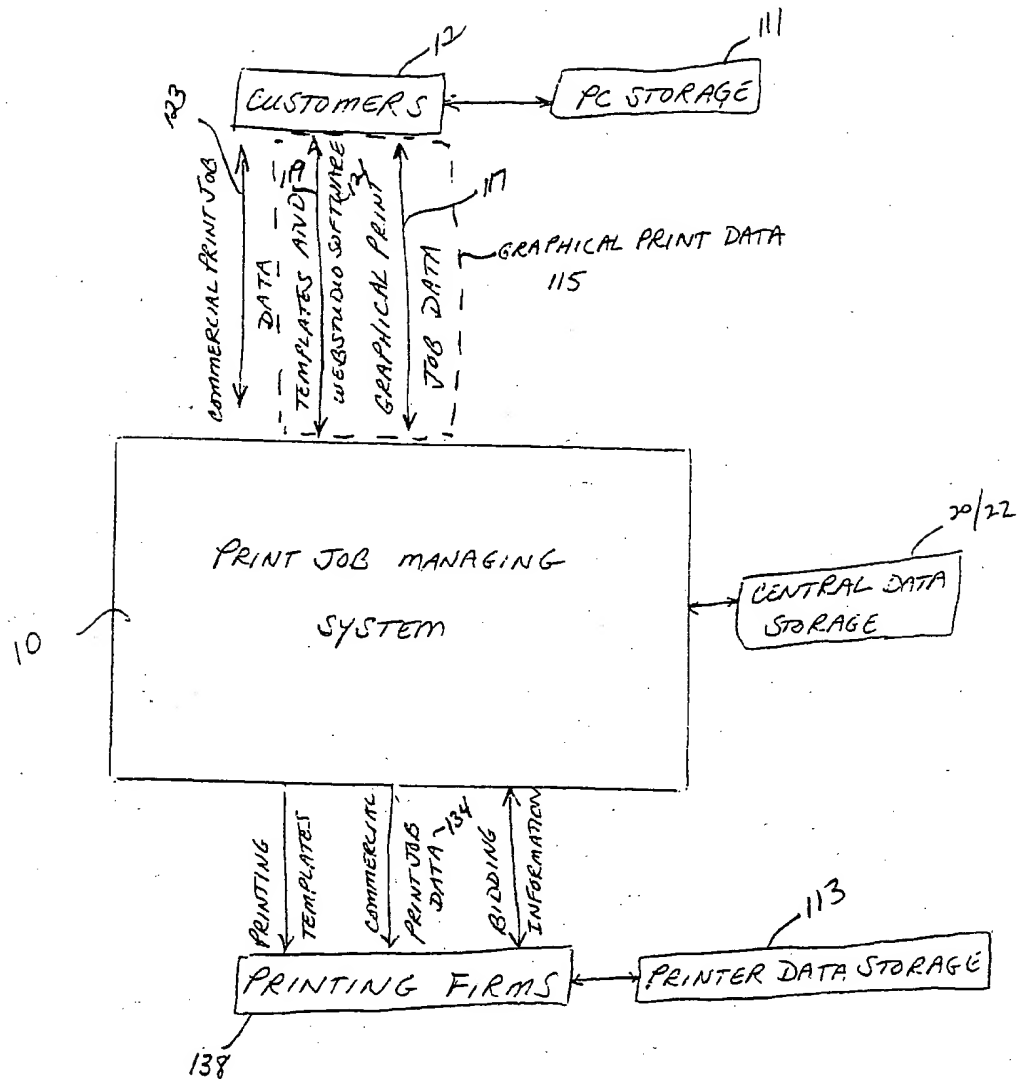 12
111
CUSTOMERS
PC STORAGE
123
COMMERCIAL PRINT JOB
DATA
119
TEMPLATES AND
WEBSTUDIO SOFTWARE
GRAPHICAL PRINT
JOB DATA
117
GRAPHICAL PRINT DATA
115
PRINT JOB MANAGING
SYSTEM
10
20/22
CENTRAL DATA
STORAGE
PRINTING
TEMPLATES
COMMERCIAL
PRINT JOB
DATA 134
BIDDING
INFORMATION
113
PRINTING FIRMS
PRINTER DATA STORAGE
138